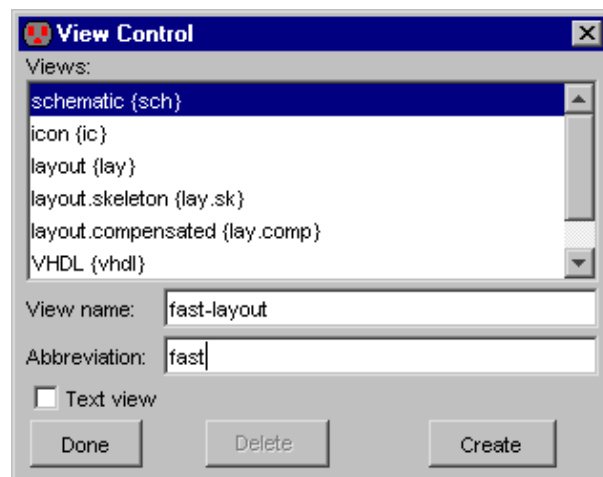 View Control
Views:
schematic {sch}
icon {ic}
layout {lay}
layout.skeleton {lay.sk}
layout.compensated {lay.comp}
VHDL {vhdl}
View name: fast-layout
Abbreviation: fast
Text view
Done Delete Create